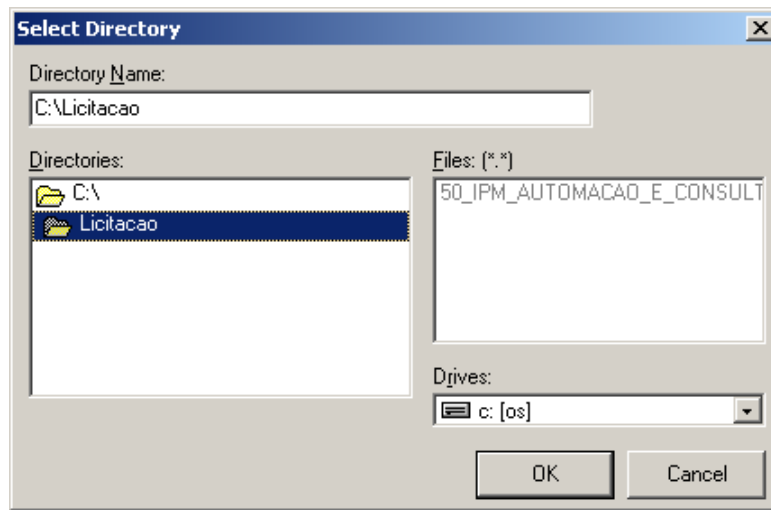 Select Directory
Directory Name:
C:\Licitacao
Directories:
C:\
Licitacao
Files: (*.*)
50_IPM_AUTOMACAO_E_CONSULT
Drives:
c: [os]
OK
Cancel